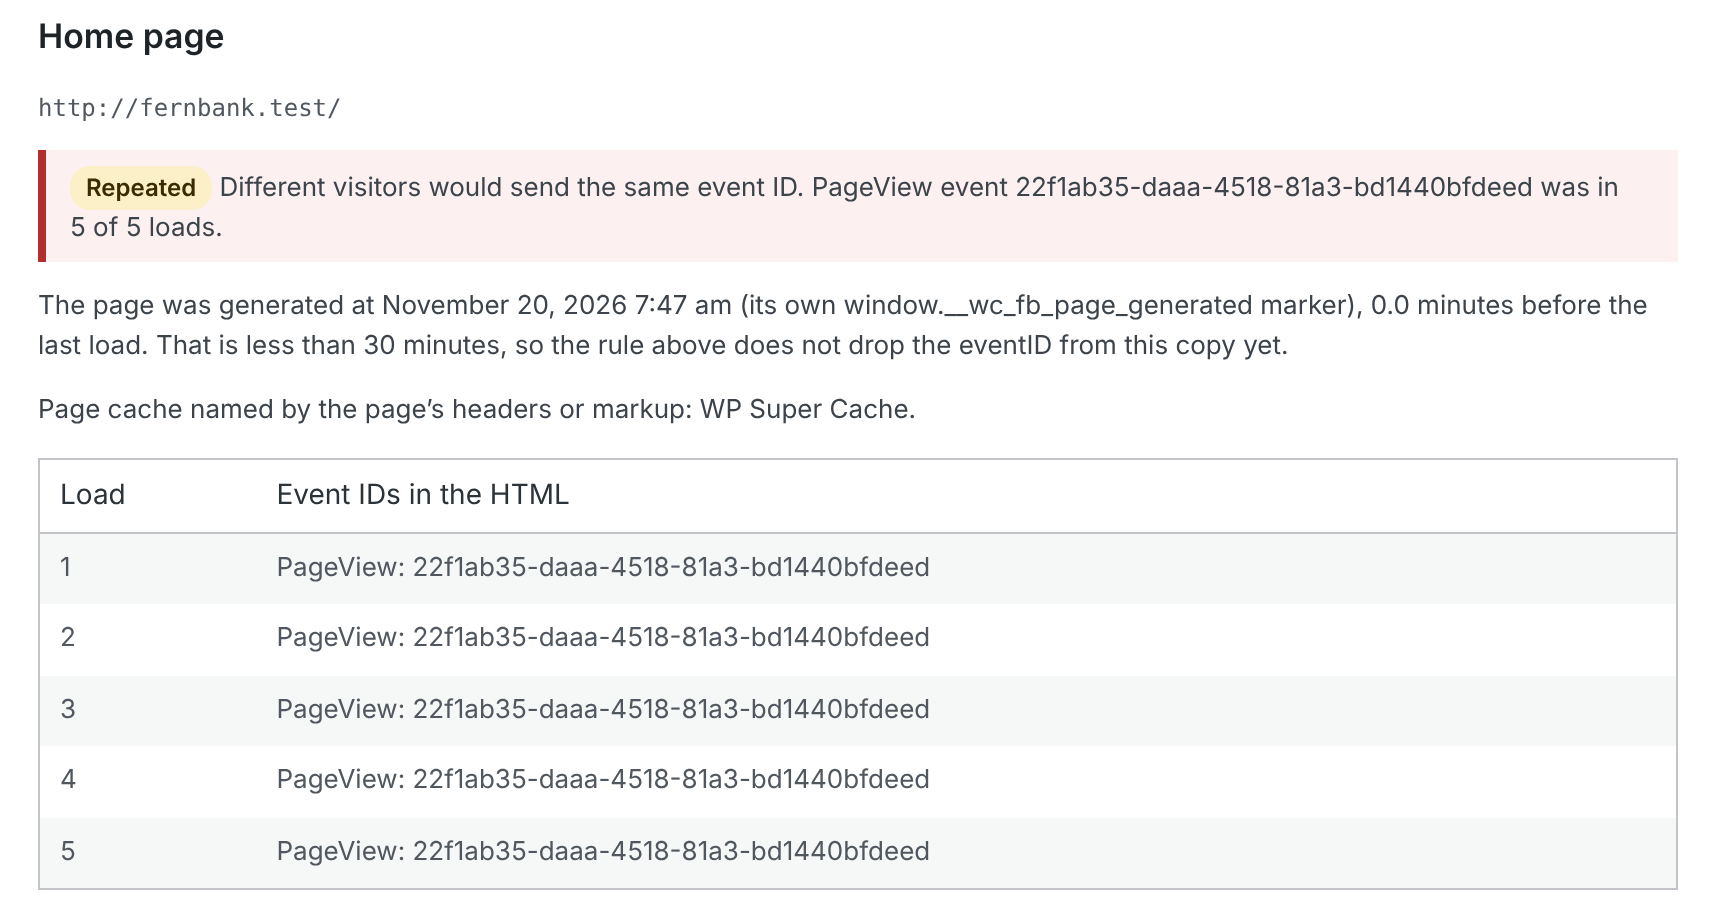 Home page
http://fernbank.test/
Repeated Different visitors would send the same event ID. PageView event 22f1ab35-daaa-4518-81a3-bd1440bfdeed was in
5 of 5 loads.
The page was generated at November 20, 2026 7:47 am (its own window.__wc_fb_page_generated marker), 0.0 minutes before the
last load. That is less than 30 minutes, so the rule above does not drop the eventID from this copy yet.
Page cache named by the page’s headers or markup: WP Super Cache.
Load Event IDs in the HTML
1 PageView: 22f1ab35-daaa-4518-81a3-bd1440bfdeed
2 PageView: 22f1ab35-daaa-4518-81a3-bd1440bfdeed
3 PageView: 22f1ab35-daaa-4518-81a3-bd1440bfdeed
4 PageView: 22f1ab35-daaa-4518-81a3-bd1440bfdeed
5 PageView: 22f1ab35-daaa-4518-81a3-bd1440bfdeed